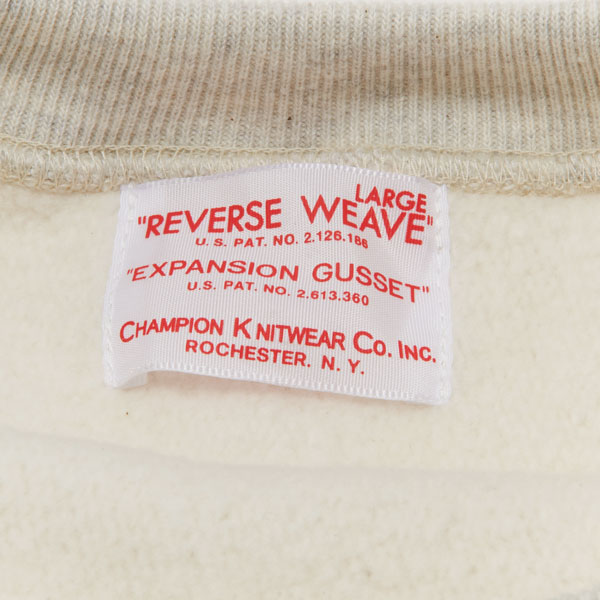 LARGE
"REVERSE WEAVE"
U.S. PAT. NO. 2.126.186
"EXPANSION GUSSET"
U.S. PAT. NO. 2.613.360
CHAMPION KNITWEAR CO. INC.
ROCHESTER. N. Y.